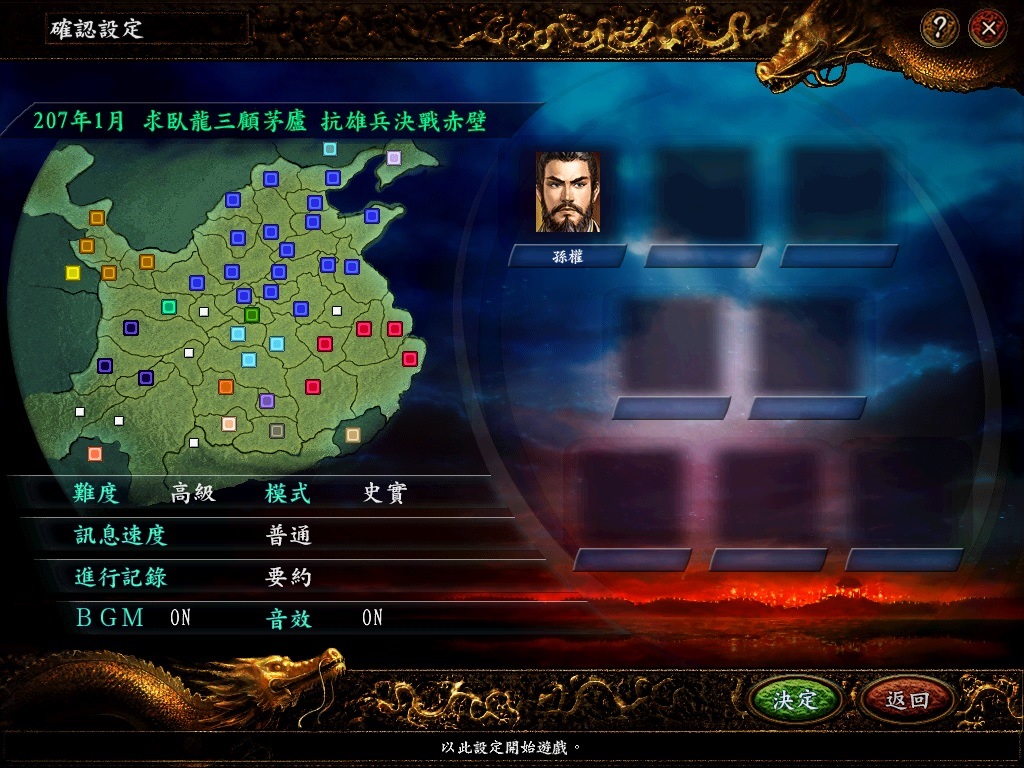 確認設定
?
×
207年1月 求臥龍三顧茅廬 抗雄兵決戰赤壁
孫權
難度 高級 模式 史實
訊息速度 普通
進行記錄 要約
BGM ON 音效 ON
決定 返回
以此設定開始遊戲。